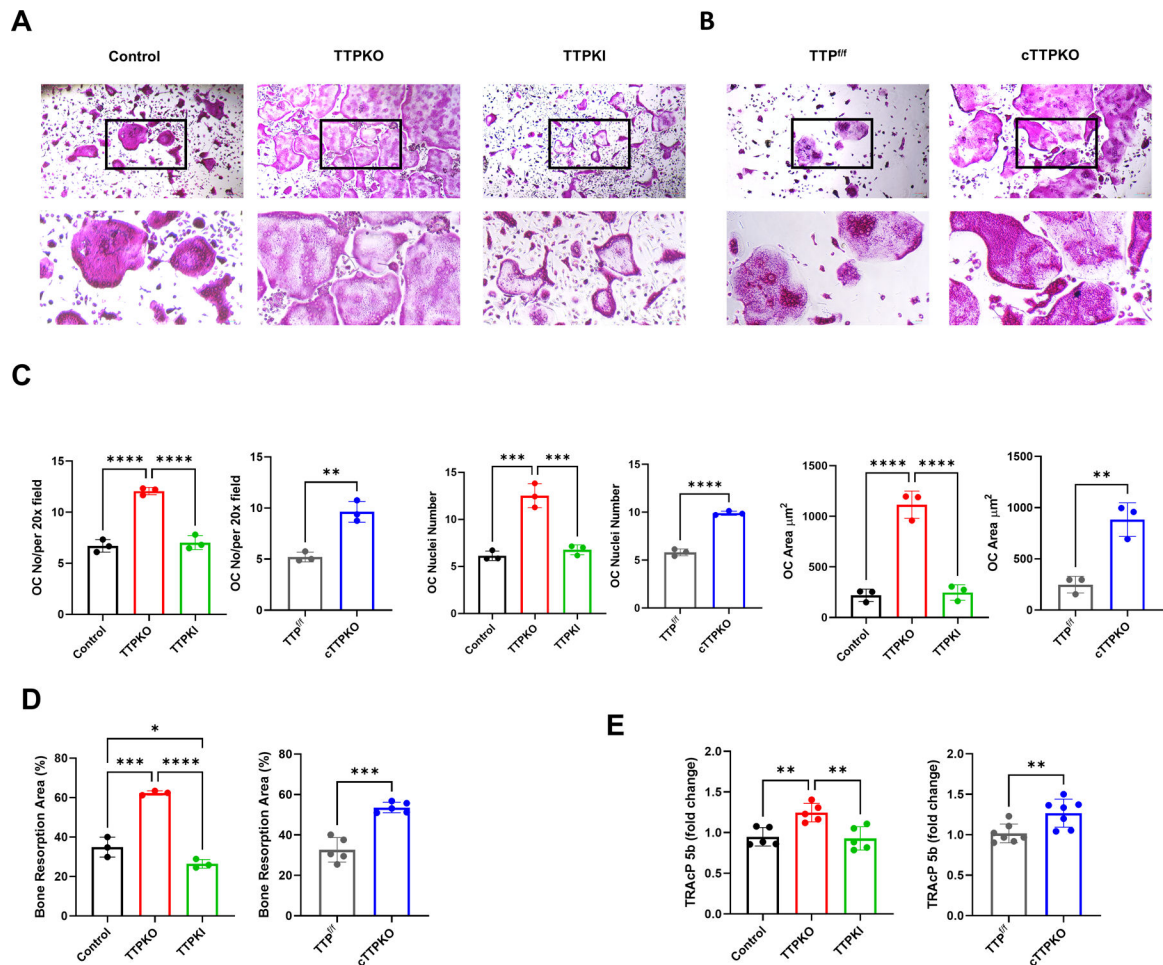 A
B
Control
TTPKO
TTPKI
TTPf/f
cTTPKO
C
OC No/per 20x field
15
10
5
0
****
****
Control
TTPKO
TTPKI
OC No/per 20x field
15
10
5
0
**
TTPf/f
cTTPKO
OC Nuclei Number
15
10
5
0
***
***
Control
TTPKO
TTPKI
OC Nuclei Number
15
10
5
0
****
TTPf/f
cTTPKO
OC Area μm2
1500
1000
500
0
****
****
Control
TTPKO
TTPKI
OC Area μm2
1500
1000
500
0
**
TTPf/f
cTTPKO
D
Bone Resorption Area (%)
80
60
40
20
0
*
***
****
Control
TTPKO
TTPKI
Bone Resorption Area (%)
80
60
40
20
0
***
TTPf/f
cTTPKO
E
TRAcP 5b (fold change)
2.0
1.5
1.0
0.5
0.0
**
**
Control
TTPKO
TTPKI
TRAcP 5b (fold change)
2.0
1.5
1.0
0.5
0.0
**
TTPf/f
cTTPKO